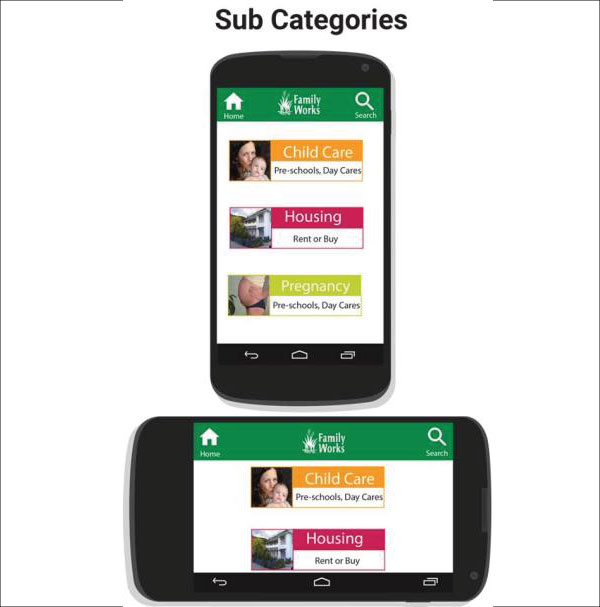 Sub Categories
Home
Family
Works
Search
Child Care
Pre-schools, Day Cares
Housing
Rent or Buy
Pregnancy
Pre-schools, Day Cares
Home
Family
Works
Search
Child Care
Pre-schools, Day Cares
Housing
Rent or Buy